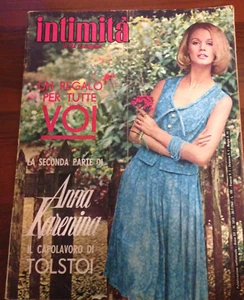 intimità
UN REGALO
PER TUTTE
VOI
LA SECONDA PARTE DI
Anna
Karenina
IL CAPOLAVORO DI
TOLSTOI